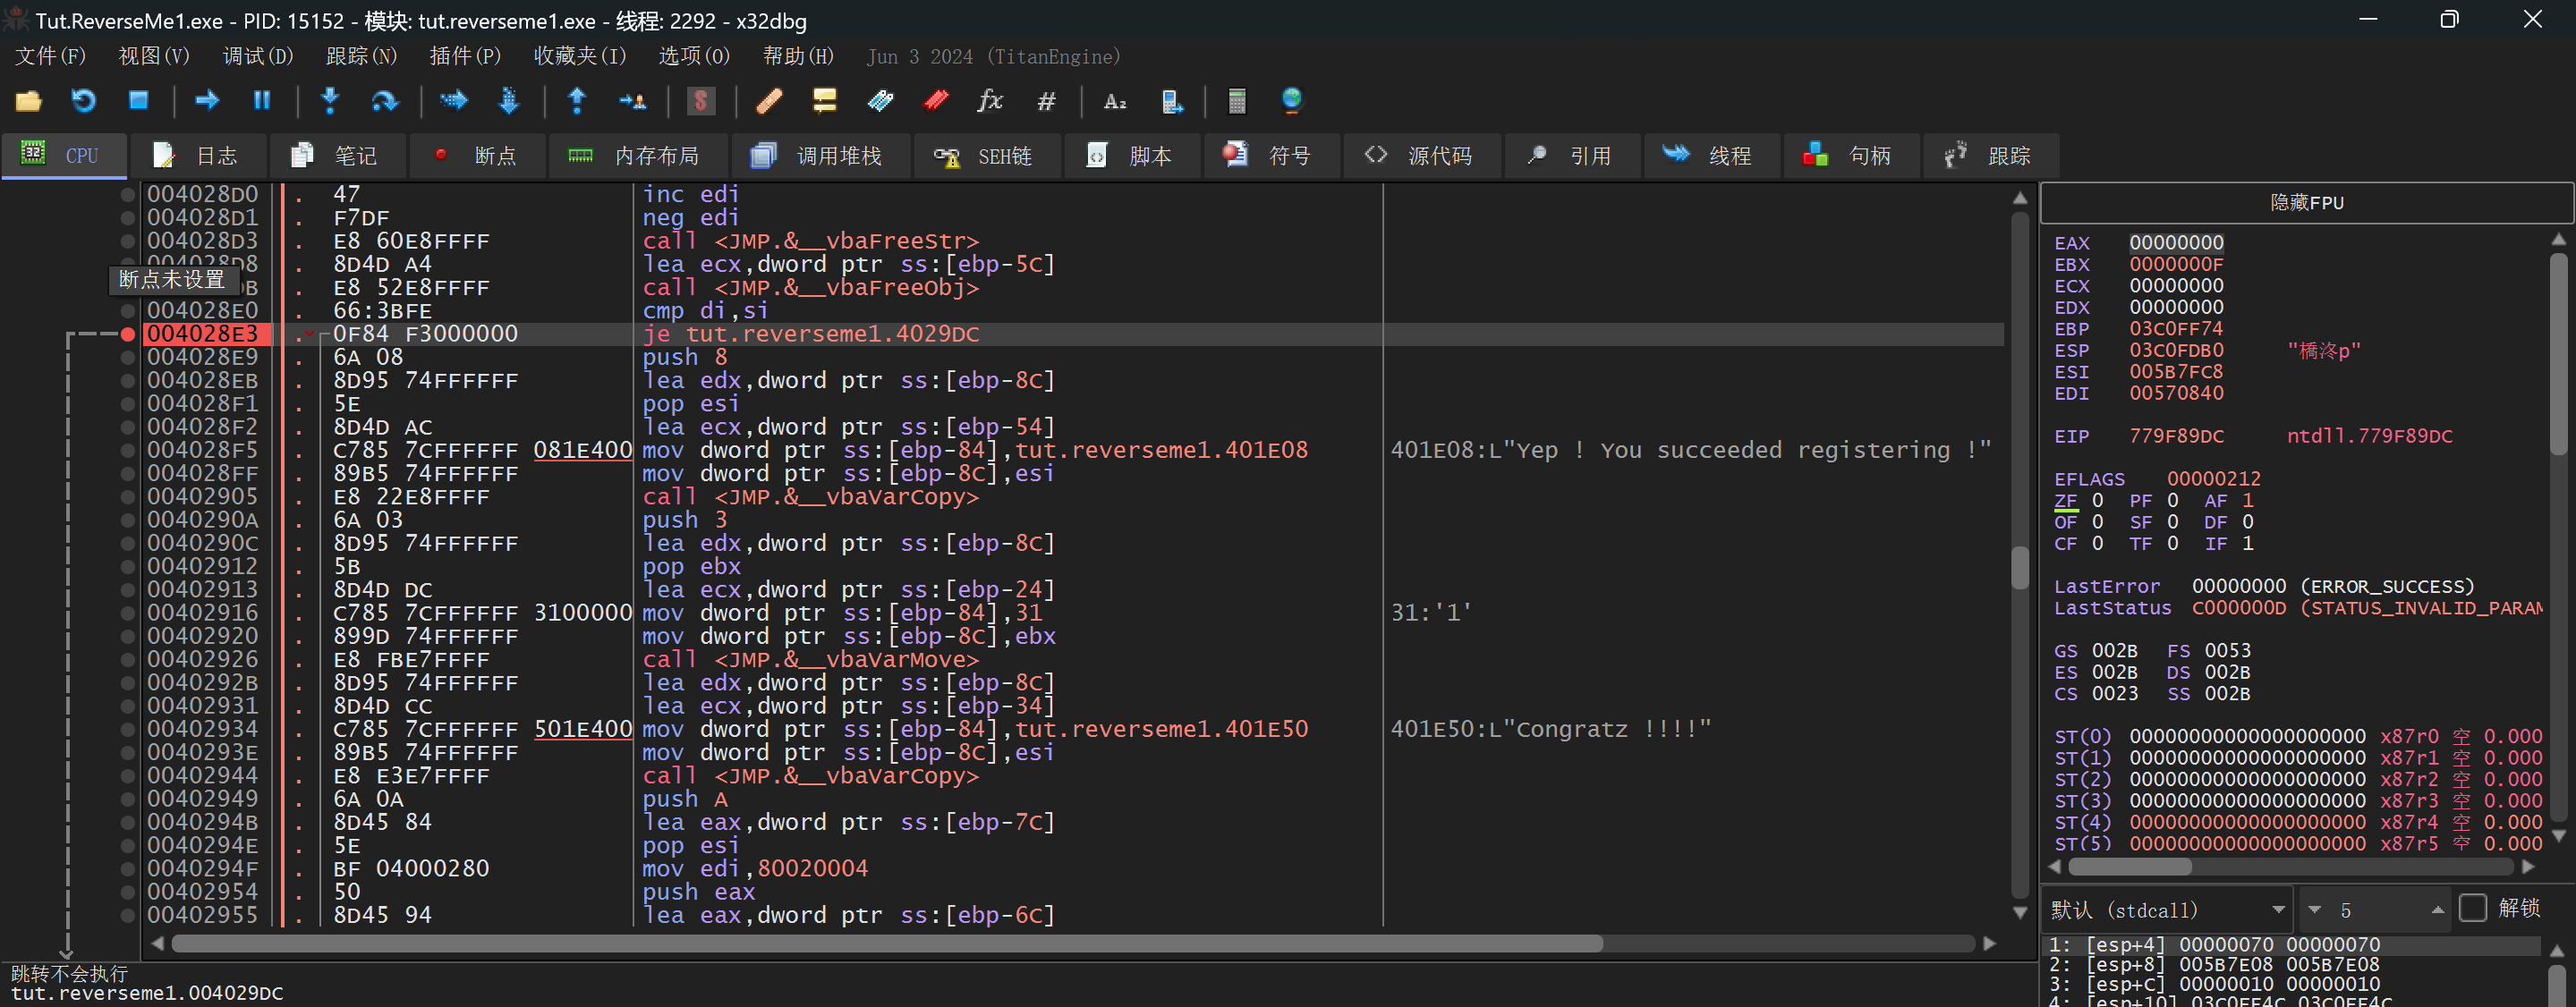 Tut.ReverseMe1.exe - PID: 15152 - 模块: tut.reverseme1.exe - 线程: 2292 - x32dbg
文件(F) 视图(V) 调试(D) 跟踪(N) 插件(P) 收藏夹(I) 选项(O) 帮助(H) Jun 3 2024 (TitanEngine)
CPU 日志 笔记 断点 内存布局 调用堆栈 SEH链 脚本 符号 源代码 引用 线程 句柄 跟踪
004028D0 . 47 inc edi
004028D1 . F7DF neg edi
004028D3 . E8 60E8FFFF call <JMP.&__vbaFreeStr>
. 8D4D A4 lea ecx,dword ptr ss:[ebp-5C]
断点未设置
. E8 52E8FFFF call <JMP.&__vbaFreeObj>
004028E0 . 66:3BFE cmp di,si
004028E3 . 0F84 F3000000 je tut.reverseme1.4029DC
004028E9 . 6A 08 push 8
004028EB . 8D95 74FFFFFF lea edx,dword ptr ss:[ebp-8C]
004028F1 . 5E pop esi
004028F2 . 8D4D AC lea ecx,dword ptr ss:[ebp-54]
004028F5 . C785 7CFFFFFF 081E400 mov dword ptr ss:[ebp-84],tut.reverseme1.401E08 401E08:L"Yep ! You succeeded registering !"
004028FF . 89B5 74FFFFFF mov dword ptr ss:[ebp-8C],esi
00402905 . E8 22E8FFFF call <JMP.&__vbaVarCopy>
0040290A . 6A 03 push 3
0040290C . 8D95 74FFFFFF lea edx,dword ptr ss:[ebp-8C]
00402912 . 5B pop ebx
00402913 . 8D4D DC lea ecx,dword ptr ss:[ebp-24]
00402916 . C785 7CFFFFFF 3100000 mov dword ptr ss:[ebp-84],31 31:'1'
00402920 . 899D 74FFFFFF mov dword ptr ss:[ebp-8C],ebx
00402926 . E8 FBE7FFFF call <JMP.&__vbaVarMove>
0040292B . 8D95 74FFFFFF lea edx,dword ptr ss:[ebp-8C]
00402931 . 8D4D CC lea ecx,dword ptr ss:[ebp-34]
00402934 . C785 7CFFFFFF 501E400 mov dword ptr ss:[ebp-84],tut.reverseme1.401E50 401E50:L"Congratz !!!!"
0040293E . 89B5 74FFFFFF mov dword ptr ss:[ebp-8C],esi
00402944 . E8 E3E7FFFF call <JMP.&__vbaVarCopy>
00402949 . 6A 0A push A
0040294B . 8D45 84 lea eax,dword ptr ss:[ebp-7C]
0040294E . 5E pop esi
0040294F . BF 04000280 mov edi,80020004
00402954 . 50 push eax
00402955 . 8D45 94 lea eax,dword ptr ss:[ebp-6C]
跳转不会执行
tut.reverseme1.004029DC
隐藏FPU
EAX 00000000
EBX 0000000F
ECX 00000000
EDX 00000000
EBP 03C0FF74
ESP 03C0FDB0 "橋泈p"
ESI 005B7FC8
EDI 00570840
EIP 779F89DC ntdll.779F89DC
EFLAGS 00000212
ZF 0 PF 0 AF 1
OF 0 SF 0 DF 0
CF 0 TF 0 IF 1
LastError 00000000 (ERROR_SUCCESS)
LastStatus C000000D (STATUS_INVALID_PARAM
GS 002B FS 0053
ES 002B DS 002B
CS 0023 SS 002B
ST(0) 00000000000000000000 x87r0 空 0.000
ST(1) 00000000000000000000 x87r1 空 0.000
ST(2) 00000000000000000000 x87r2 空 0.000
ST(3) 00000000000000000000 x87r3 空 0.000
ST(4) 00000000000000000000 x87r4 空 0.000
ST(5) 00000000000000000000 x87r5 空 0.000
默认 (stdcall) 5 解锁
1: [esp+4] 00000070 00000070
2: [esp+8] 005B7E08 005B7E08
3: [esp+C] 00000010 00000010
4: [esp+10] 03C0FE4C 03C0FE4C